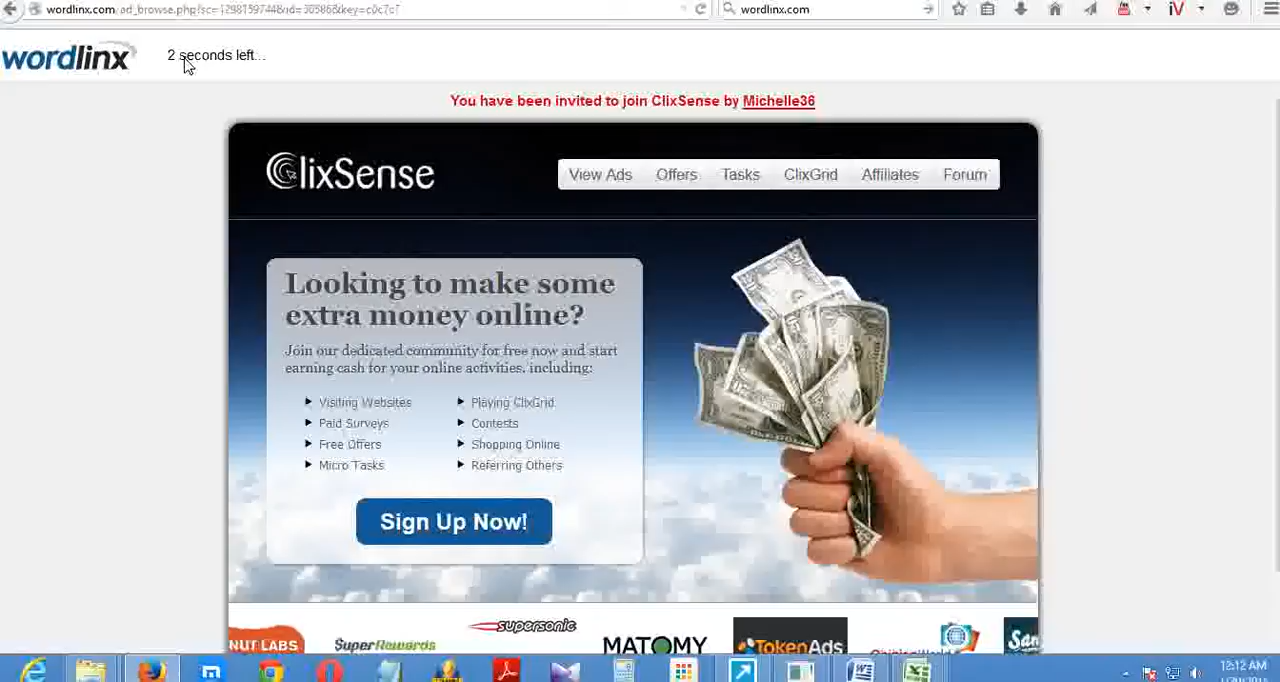 wordlinx.com
wordlinx.com
wordlinx
2 seconds left...
You have been invited to join ClixSense by Michelle36
ClixSense
View Ads Offers Tasks ClixGrid Affiliates Forum
Looking to make some
extra money online?
Join our dedicated community for free now and start
earning cash for your online activities, including:
Visiting Websites Playing ClixGrid
Paid Surveys Contests
Free Offers Shopping Online
Micro Tasks Referring Others
Sign Up Now!
NUT LABS SuperRewards supersonic MATOMY TokenAds
12:12 AM